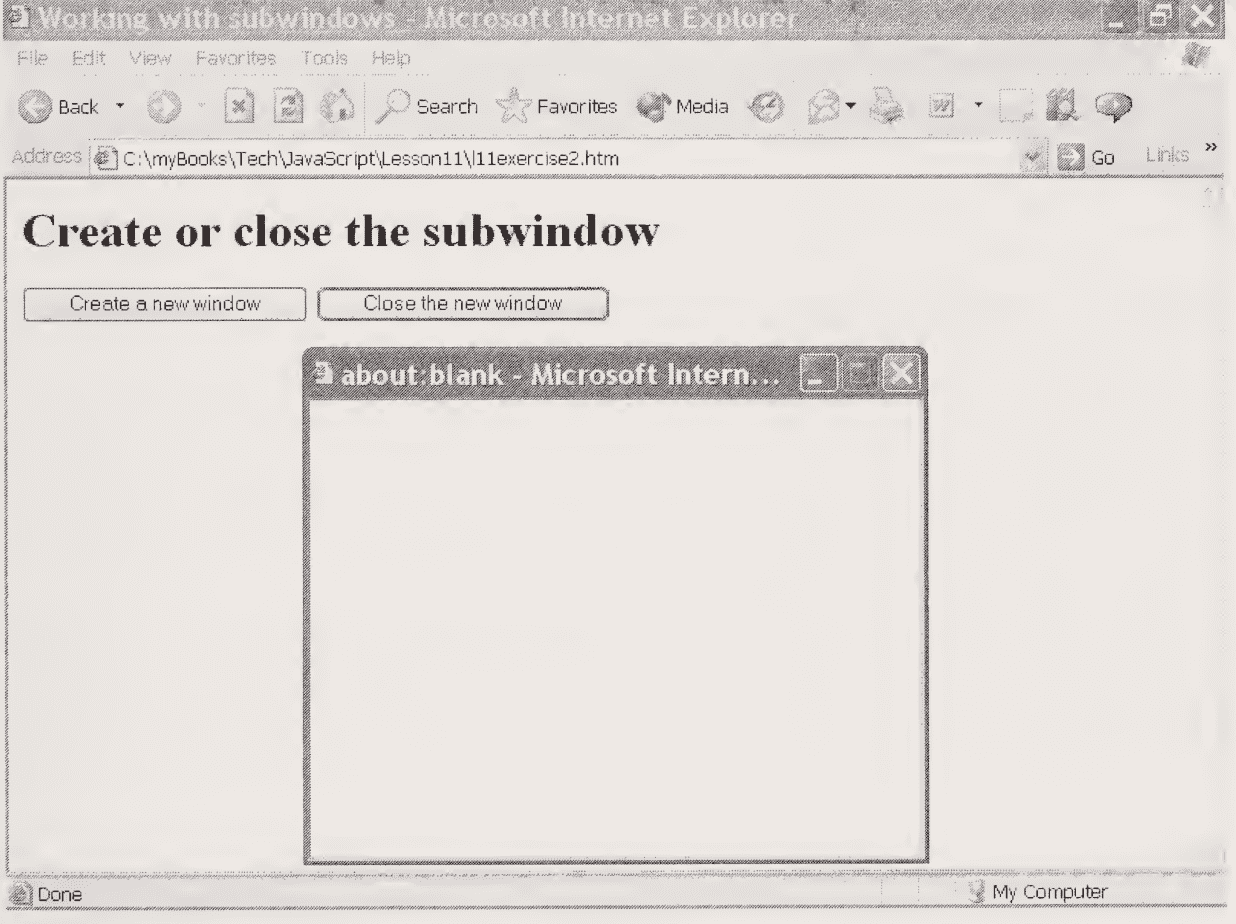 Working with subwindows - Microsoft Internet Explorer
File Edit View Favorites Tools Help
Back Search Favorites Media
Address C:\myBooks\Tech\JavaScript\Lesson11\l11exercise2.htm Go Links »
Create or close the subwindow
Create a new window Close the new window
about:blank - Microsoft Intern...
Done My Computer